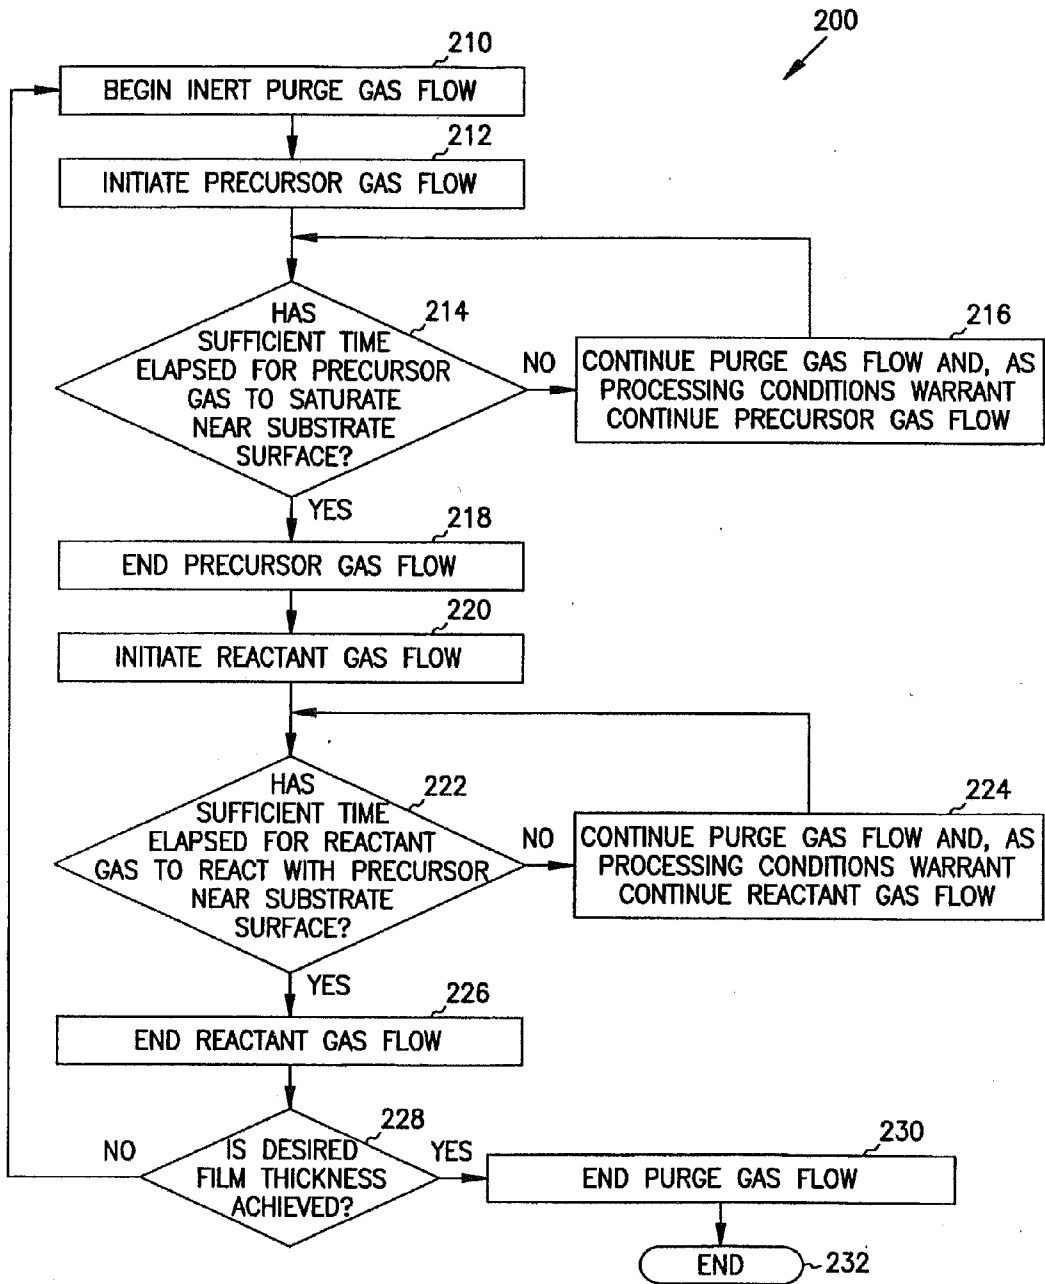 200
210
BEGIN INERT PURGE GAS FLOW
212
INITIATE PRECURSOR GAS FLOW
214
HAS
SUFFICIENT TIME
ELAPSED FOR PRECURSOR
GAS TO SATURATE
NEAR SUBSTRATE
SURFACE?
NO
216
CONTINUE PURGE GAS FLOW AND, AS
PROCESSING CONDITIONS WARRANT
CONTINUE PRECURSOR GAS FLOW
YES
218
END PRECURSOR GAS FLOW
220
INITIATE REACTANT GAS FLOW
222
HAS
SUFFICIENT TIME
ELAPSED FOR REACTANT
GAS TO REACT WITH PRECURSOR
NEAR SUBSTRATE
SURFACE?
NO
224
CONTINUE PURGE GAS FLOW AND, AS
PROCESSING CONDITIONS WARRANT
CONTINUE REACTANT GAS FLOW
YES
226
END REACTANT GAS FLOW
228
IS DESIRED
FILM THICKNESS
ACHIEVED?
NO
YES
230
END PURGE GAS FLOW
END
232